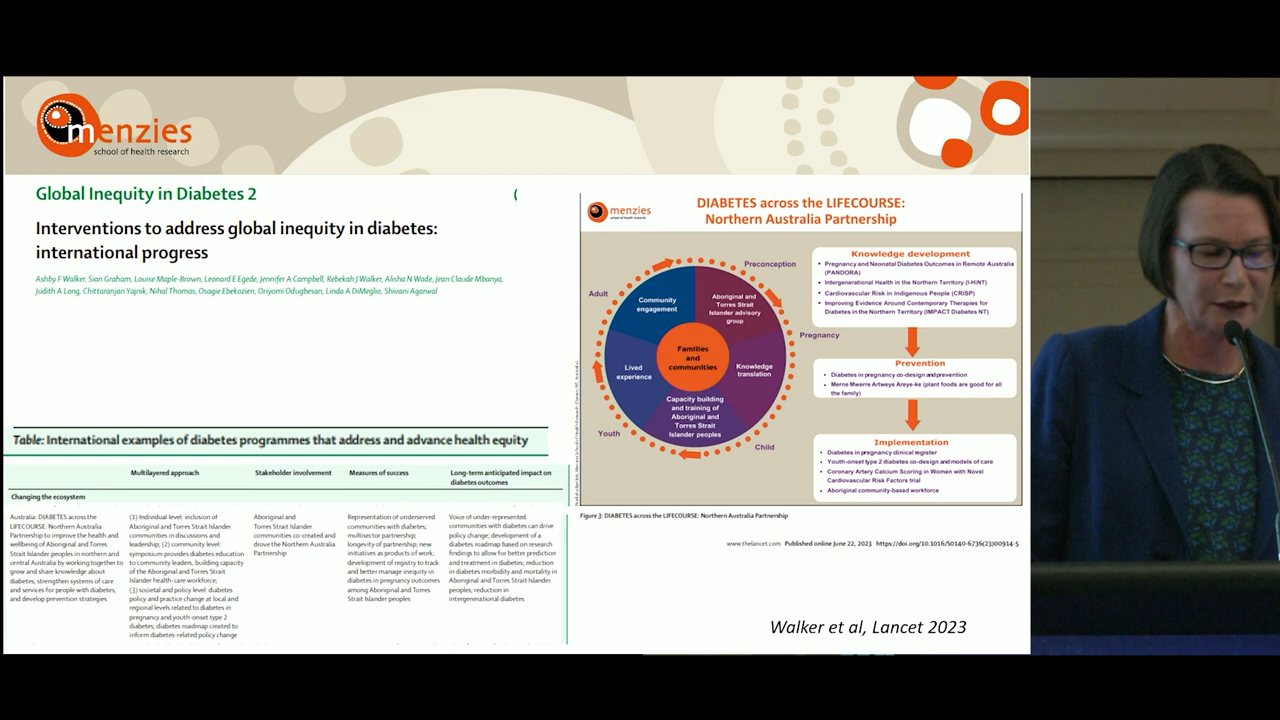 menzies
school of health research
Global Inequity in Diabetes 2
(
Interventions to address global inequity in diabetes:
international progress
Ashby F Walker, Sian Graham, Louise Maple-Brown, Leonard E Egede, Jennifer A Campbell, Rebekah J Walker, Alisha N Wade, Jean Claude Mbanya,
Judith A Long, Chittaranjan Yajnik, Nihal Thomas, Osagie Ebekozien, Oriyomi Odugbesan, Linda A DiMeglio, Shivani Agarwal
Table: International examples of diabetes programmes that address and advance health equity
Multilayered approach
Stakeholder involvement
Measures of success
Long-term anticipated impact on
diabetes outcomes
Changing the ecosystem
Australia: DIABETES across the
LIFECOURSE: Northern Australia
Partnership to improve the health and
wellbeing of Aboriginal and Torres
Strait Islander peoples in northern and
central Australia by working together to
grow and share knowledge about
diabetes, strengthen systems of care
and services for people with diabetes,
and develop prevention strategies
(1) Individual level: inclusion of
Aboriginal and Torres Strait Islander
communities in discussions and
leadership; (2) community level:
symposium provides diabetes education
to community leaders, building capacity
of the Aboriginal and Torres Strait
Islander health-care workforce;
(3) societal and policy level: diabetes
policy and practice change at local and
regional levels related to diabetes in
pregnancy and youth-onset type 2
diabetes; diabetes roadmap created to
inform diabetes-related policy change
Aboriginal and
Torres Strait Islander
communities co-created and
drove the Northern Australia
Partnership
Representation of underserved
communities with diabetes;
multisector partnership;
longevity of partnership; new
initiatives as products of work;
development of registry to track
and better manage inequity in
diabetes in pregnancy outcomes
among Aboriginal and Torres
Strait Islander peoples
Voice of under-represented
communities with diabetes can drive
policy change; development of a
diabetes roadmap based on research
findings to allow for better prediction
and treatment in diabetes; reduction
in diabetes morbidity and mortality in
Aboriginal and Torres Strait Islander
peoples; reduction in
intergenerational diabetes
menzies
school of health research
DIABETES across the LIFECOURSE:
Northern Australia Partnership
Preconception
Pregnancy
Child
Youth
Adult
Community
engagement
Aboriginal and
Torres Strait
Islander advisory
group
Knowledge
translation
Capacity building
and training of
Aboriginal and
Torres Strait
Islander peoples
Lived
experience
Families
and
communities
Knowledge development
• Pregnancy and Neonatal Diabetes Outcomes in Remote Australia
(PANDORA)
• Intergenerational Health in the Northern Territory (I-HiNT)
• Cardiovascular Risk in Indigenous People (CRISP)
• Improving Evidence Around Contemporary Therapies for
Diabetes in the Northern Territory (IMPACT Diabetes NT)
Prevention
• Diabetes in pregnancy co-design and prevention
• Merne Mwerre Artweye Areye-ke (plant foods are good for all
the family)
Implementation
• Diabetes in pregnancy clinical register
• Youth-onset type 2 diabetes co-design and models of care
• Coronary Artery Calcium Scoring in Women with Novel
Cardiovascular Risk Factors trial
• Aboriginal community-based workforce
Figure 3: DIABETES across the LIFECOURSE: Northern Australia Partnership
www.thelancet.com Published online June 22, 2023 https://doi.org/10.1016/S0140-6736(23)00914-5
Walker et al, Lancet 2023